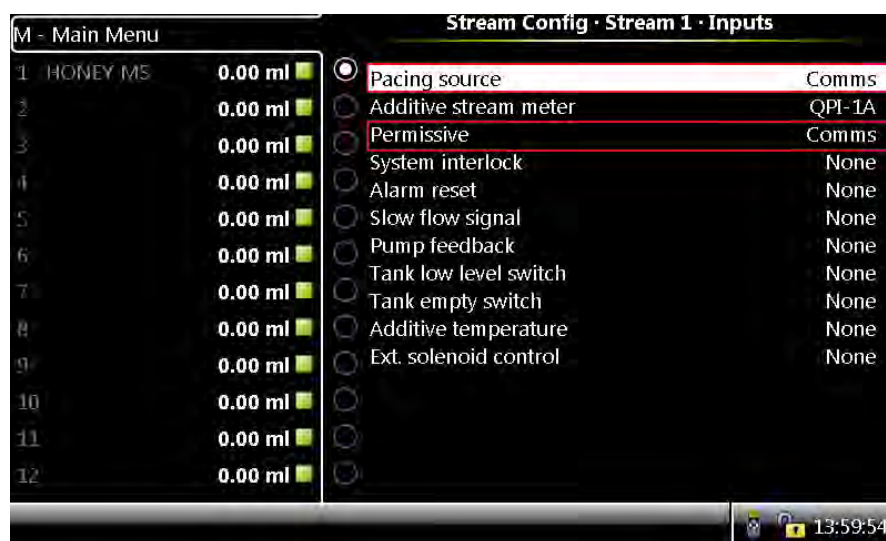 M - Main Menu
Stream Config · Stream 1 · Inputs
1 HONEY M5 0.00 ml
2 0.00 ml
3 0.00 ml
4 0.00 ml
5 0.00 ml
6 0.00 ml
7 0.00 ml
8 0.00 ml
9 0.00 ml
10 0.00 ml
11 0.00 ml
12 0.00 ml
Pacing source Comms
Additive stream meter QPI-1A
Permissive Comms
System interlock None
Alarm reset None
Slow flow signal None
Pump feedback None
Tank low level switch None
Tank empty switch None
Additive temperature None
Ext. solenoid control None
13:59:54